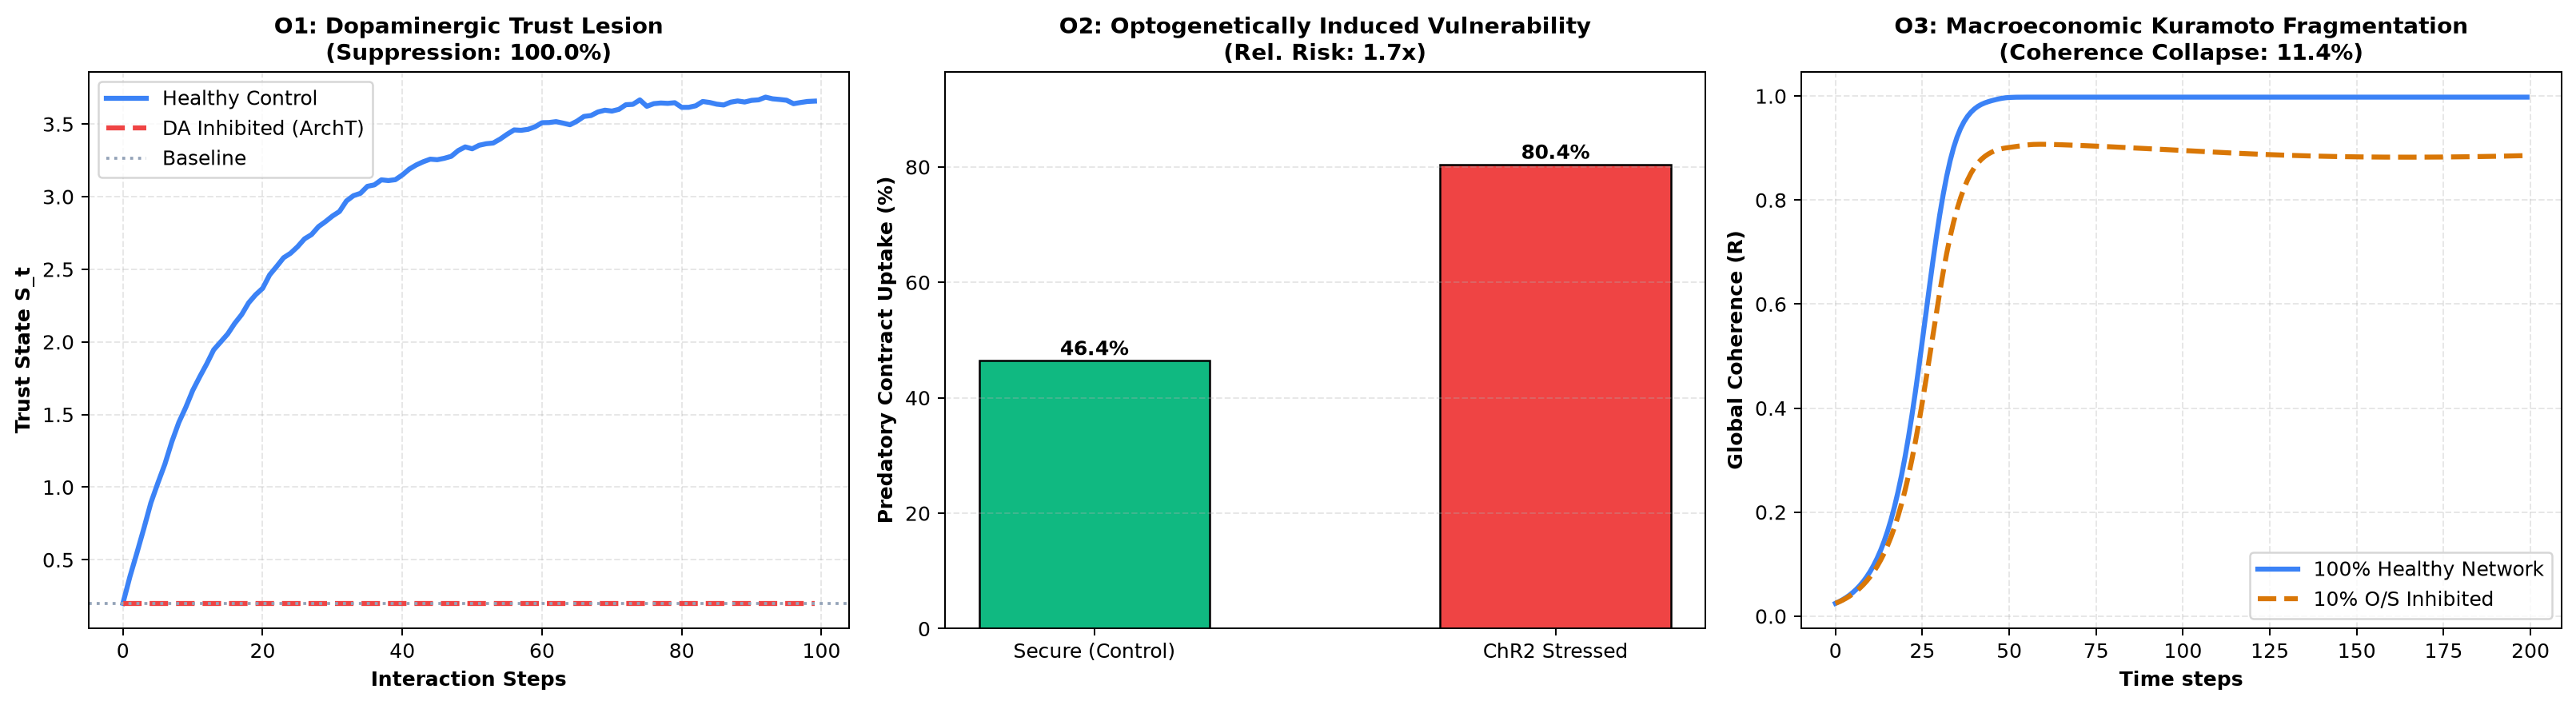 O1: Dopaminergic Trust Lesion
(Suppression: 100.0%)
Trust State S_t
3.5
3.0
2.5
2.0
1.5
1.0
0.5
Healthy Control
DA Inhibited (ArchT)
Baseline
0 20 40 60 80 100
Interaction Steps
O2: Optogenetically Induced Vulnerability
(Rel. Risk: 1.7x)
Predatory Contract Uptake (%)
80
60
40
20
0
46.4%
80.4%
Secure (Control) ChR2 Stressed
O3: Macroeconomic Kuramoto Fragmentation
(Coherence Collapse: 11.4%)
Global Coherence (R)
1.0
0.8
0.6
0.4
0.2
0.0
100% Healthy Network
10% O/S Inhibited
0 25 50 75 100 125 150 175 200
Time steps